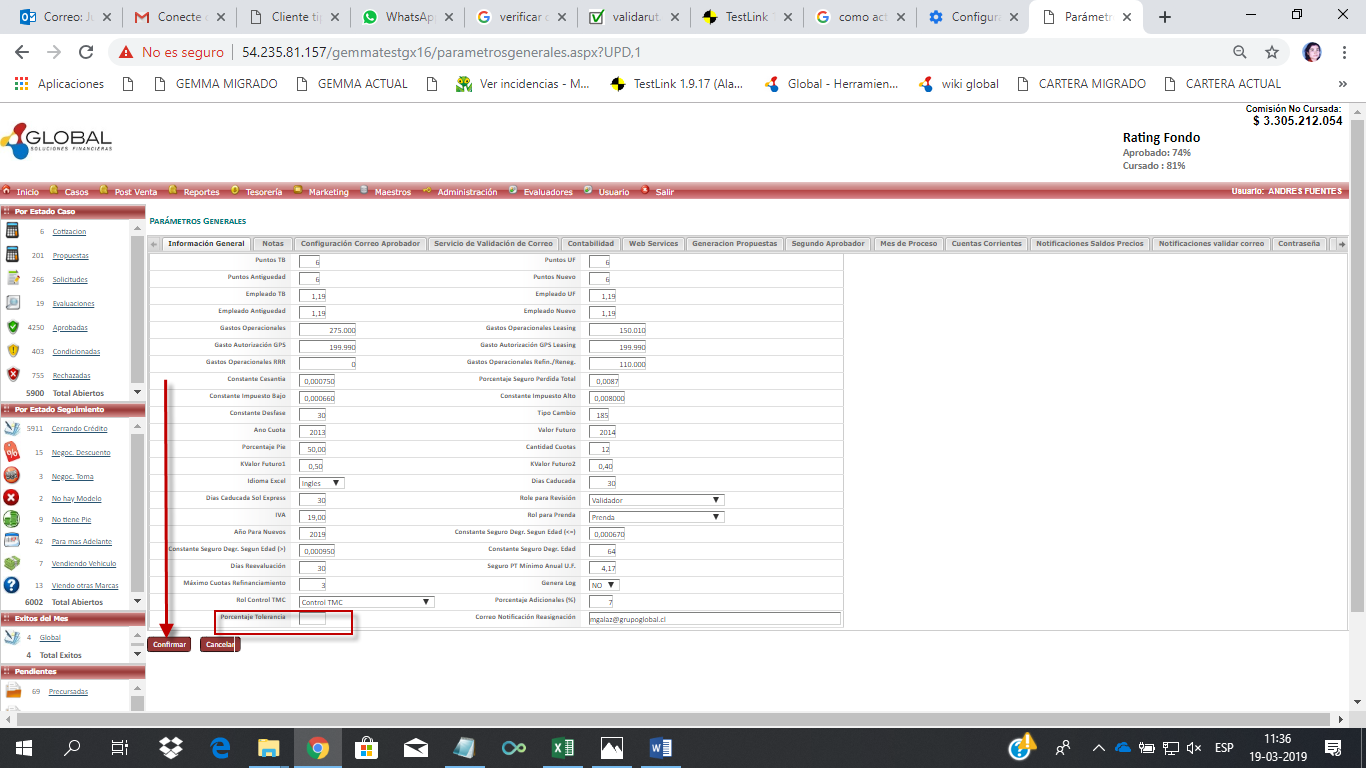 Correo: Ju
Conecte c
Cliente tip
WhatsApp
verificar c
validarut.
TestLink 1
como act
Configura
Parámetr
No es seguro
54.235.81.157/gemmatestgx16/parametrosgenerales.aspx?UPD,1
Aplicaciones
GEMMA MIGRADO
GEMMA ACTUAL
Ver incidencias - M...
TestLink 1.9.17 (Ala...
Global - Herramien...
wiki global
CARTERA MIGRADO
CARTERA ACTUAL
»
Comisión No Cursada:
$ 3.305.212.054
GLOBAL
SOLUCIONES FINANCIERAS
Rating Fondo
Aprobado: 74%
Cursado : 81%
Inicio Casos Post Venta Reportes Tesorería Marketing Maestros Administración Evaluadores Usuario Salir
Usuario: ANDRES FUENTES
Por Estado Caso
6 Cotizacion
201 Propuestas
266 Solicitudes
19 Evaluaciones
4250 Aprobadas
403 Condicionadas
755 Rechazadas
5900 Total Abiertos
Por Estado Seguimiento
5911 Cerrando Crédito
15 Negoc. Descuento
3 Negoc. Toma
2 No hay Modelo
9 No tiene Pie
42 Para mas Adelante
7 Vendiendo Vehiculo
13 Viendo otras Marcas
6002 Total Abiertos
Exitos del Mes
4 Global
4 Total Exitos
Pendientes
69 Precursadas
PARÁMETROS GENERALES
Información General
Notas
Configuración Correo Aprobador
Servicio de Validación de Correo
Contabilidad
Web Services
Generacion Propuestas
Segundo Aprobador
Mes de Proceso
Cuentas Corrientes
Notificaciones Saldos Precios
Notificaciones validar correo
Contraseña
Puntos TB 6 Puntos UF 6
Puntos Antiguedad 6 Puntos Nuevo 6
Empleado TB 1,19 Empleado UF 1,19
Empleado Antiguedad 1,19 Empleado Nuevo 1,19
Gastos Operacionales 275.000 Gastos Operacionales Leasing 150.010
Gasto Autorización GPS 199.990 Gasto Autorización GPS Leasing 199.990
Gastos Operacionales RRR 0 Gastos Operacionales Refin./Reneg. 110.000
Constante Cesantia 0,000750 Porcentaje Seguro Perdida Total 0,0087
Constante Impuesto Bajo 0,000660 Constante Impuesto Alto 0,008000
Constante Desfase 30 Tipo Cambio 185
Ano Cuota 2013 Valor Futuro 2014
Porcentaje Pie 50,00 Cantidad Cuotas 12
KValor Futuro1 0,50 KValor Futuro2 0,40
Idioma Excel Ingles Dias Caducada 30
Dias Caducada Sol Express 30 Role para Revisión Validador
IVA 19,00 Rol para Prenda Prenda
Año Para Nuevos 2019 Constante Seguro Degr. Segun Edad (<=) 0,000670
Constante Seguro Degr. Segun Edad (>) 0,000950 Constante Seguro Degr. Edad 64
Días Reevaluación 30 Seguro PT Mínimo Anual U.F. 4,17
Máximo Cuotas Refinanciamiento 3 Genera Log NO
Rol Control TMC Control TMC Porcentaje Adicionales (%) 7
Porcentaje Tolerancia Correo Notificación Reasignación mgalaz@grupoglobal.cl
Confirmar Cancelar
ESP
11:36
19-03-2019